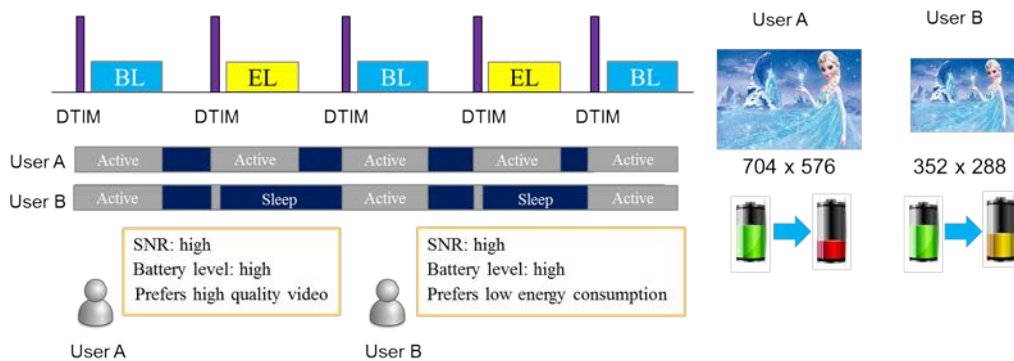 User A
User B
BL
EL
BL
EL
BL
DTIM
DTIM
DTIM
DTIM
DTIM
User A
Active
Active
Active
Active
Active
User B
Active
Sleep
Active
Sleep
Active
704 x 576
352 x 288
SNR: high
Battery level: high
Prefers high quality video
User A
SNR: high
Battery level: high
Prefers low energy consumption
User B